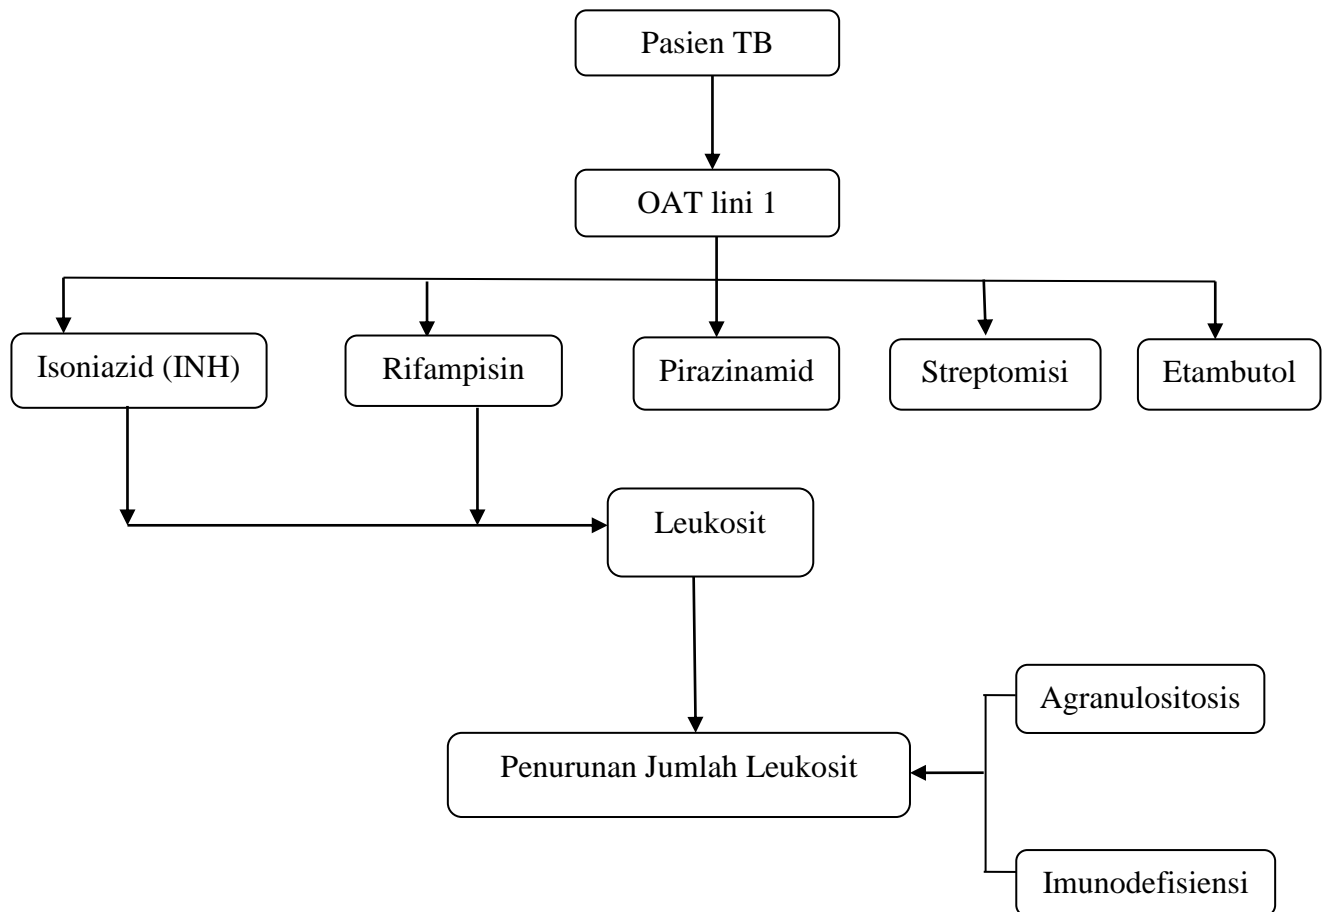 Pasien TB
OAT lini 1
Isoniazid (INH)
Rifampisin
Pirazinamid
Streptomisi
Etambutol
Leukosit
Agranulositosis
Penurunan Jumlah Leukosit
Imunodefisiensi